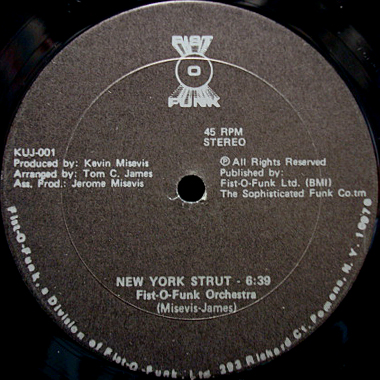 FIST
O
FUNK
45 RPM
STEREO
KUJ-001
Produced by: Kevin Misevis
Arranged by: Tom C. James
Ass. Prod.: Jerome Misevis
℗ All Rights Reserved
Published by:
Fist-O-Funk Ltd. (BMI)
The Sophisticated Funk Co.tm
NEW YORK STRUT - 6:39
Fist-O-Funk Orchestra
(Misevis-James)
Fist-O-Funk, a Division of Fist-O-Funk, Ltd. 293 Richard Ct. Pomona, N.Y. 10970